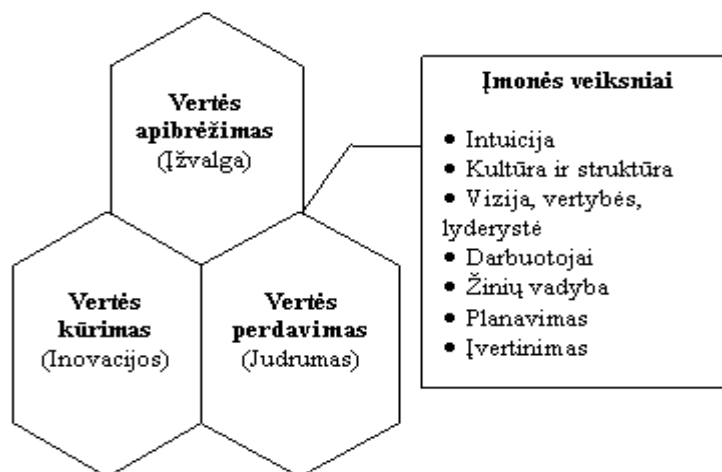 Vertės
apibrėžimas
(Įžvalga)
Vertės
kūrimas
(Inovacijos)
Vertės
perdavimas
(Judrumas)
Įmonės veiksniai
● Intuicija
● Kultūra ir struktūra
● Vizija, vertybės,
lyderystė
● Darbuotojai
● Žinių vadyba
● Planavimas
● Įvertinimas